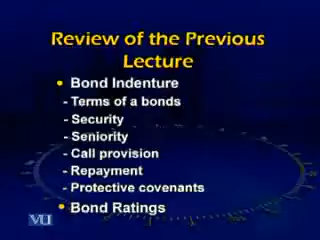 Review of the Previous
Lecture
• Bond Indenture
- Terms of a bonds
- Security
- Seniority
- Call provision
- Repayment
- Protective covenants
• Bond Ratings
VU